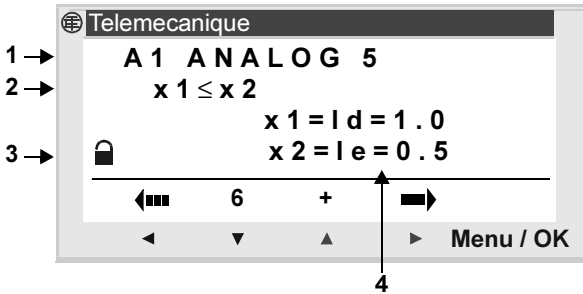 Telemecanique
1 A1 ANALOG 5
2 x1 ≤ x2
x1 = Id = 1.0
3 x2 = Ie = 0.5
6 +
Menu / OK
4